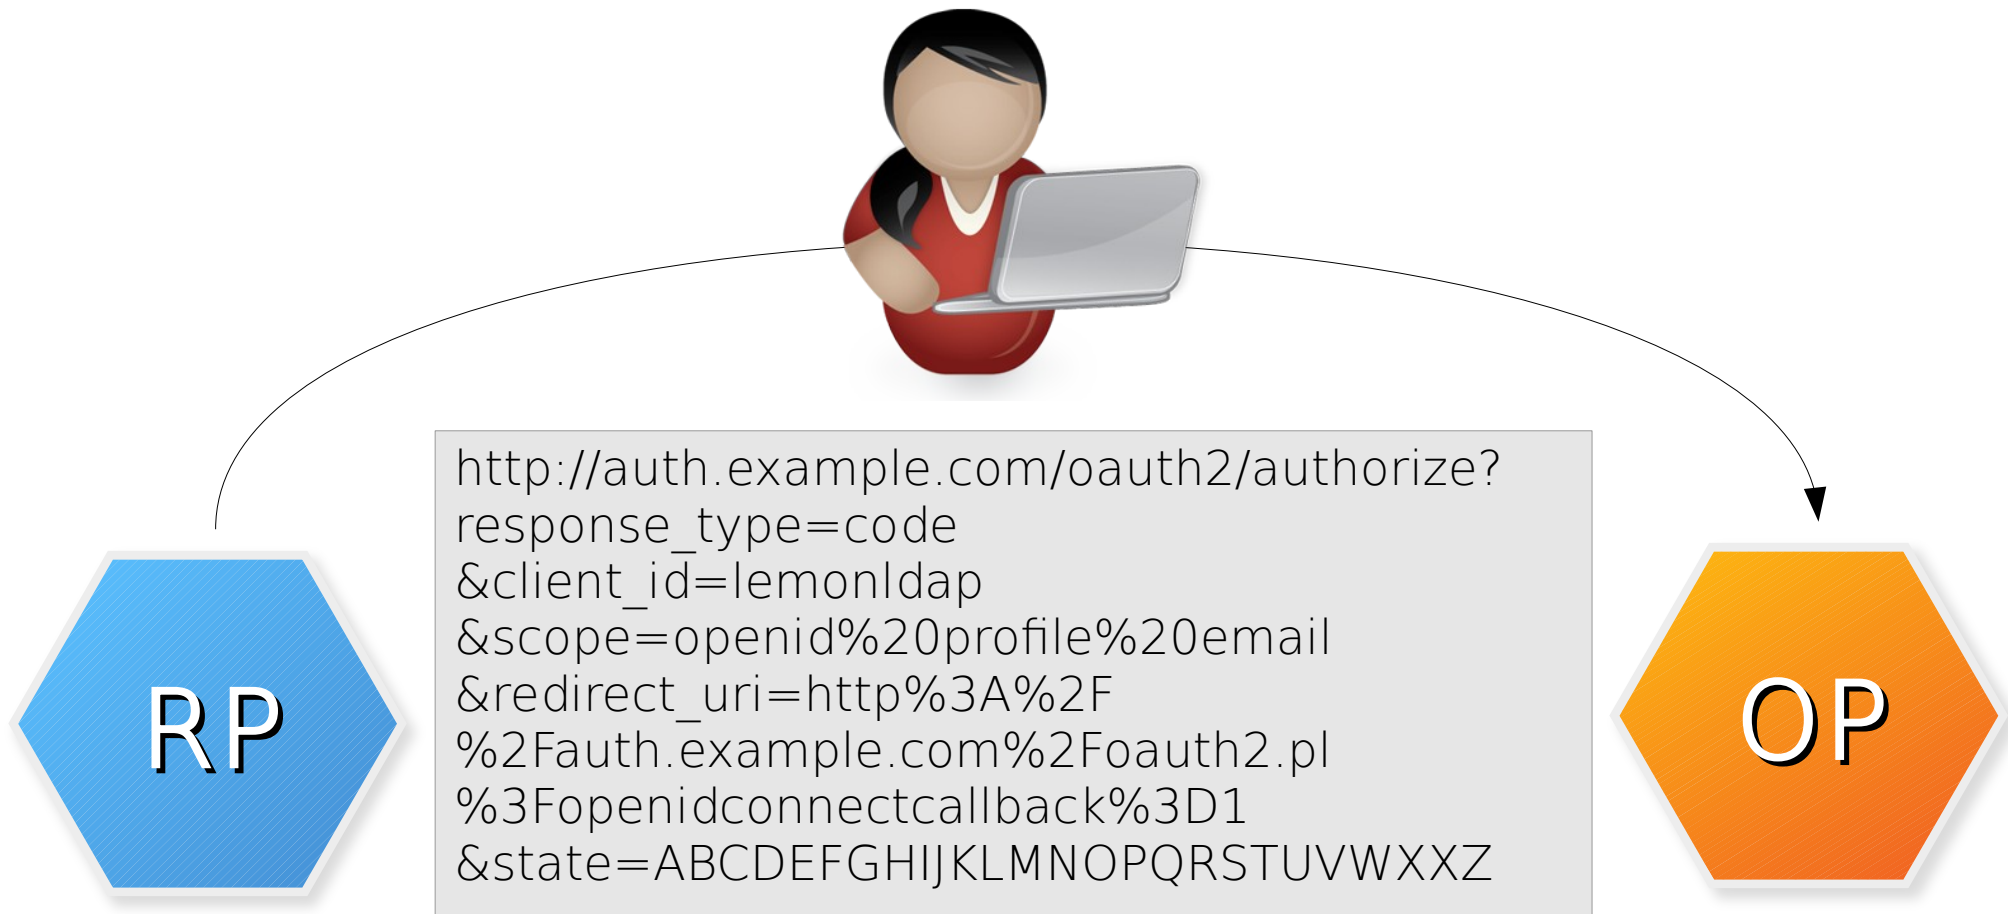 http://auth.example.com/oauth2/authorize?
response_type=code
&client_id=lemonldap
&scope=openid%20profile%20email
&redirect_uri=http%3A%2F
%2Fauth.example.com%2Foauth2.pl
%3Fopenidconnectcallback%3D1
&state=ABCDEFGHIJKLMNOPQRSTUVWXXZ
RP
OP